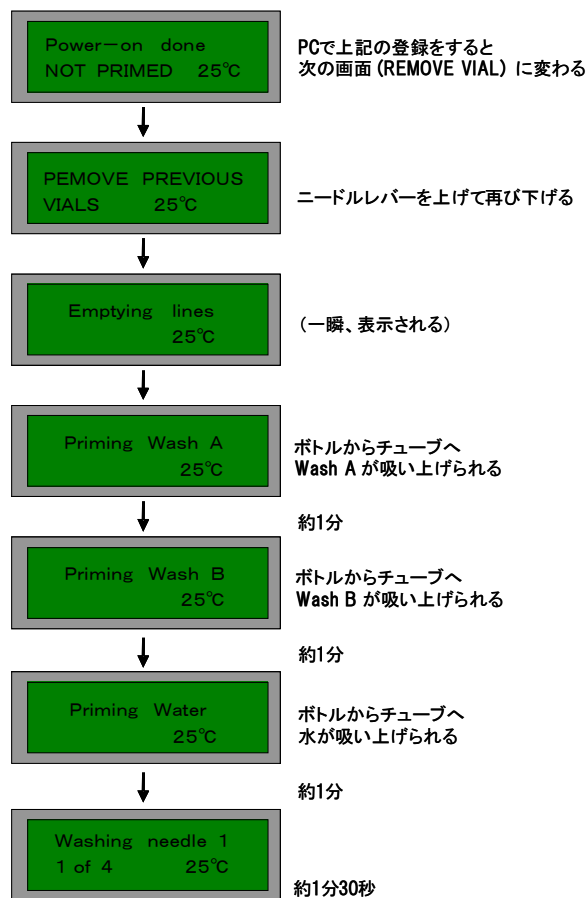 Power－on done
NOT PRIMED 25℃
PCで上記の登録をすると
次の画面 (REMOVE VIAL) に変わる
PEMOVE PREVIOUS
VIALS 25℃
ニードルレバーを上げて再び下げる
Emptying lines
25℃
（一瞬、表示される）
Priming Wash A
25℃
ボトルからチューブへ
Wash A が吸い上げられる
約1分
Priming Wash B
25℃
ボトルからチューブへ
Wash B が吸い上げられる
約1分
Priming Water
25℃
ボトルからチューブへ
水が吸い上げられる
約1分
Washing needle 1
1 of 4 25℃
約1分30秒